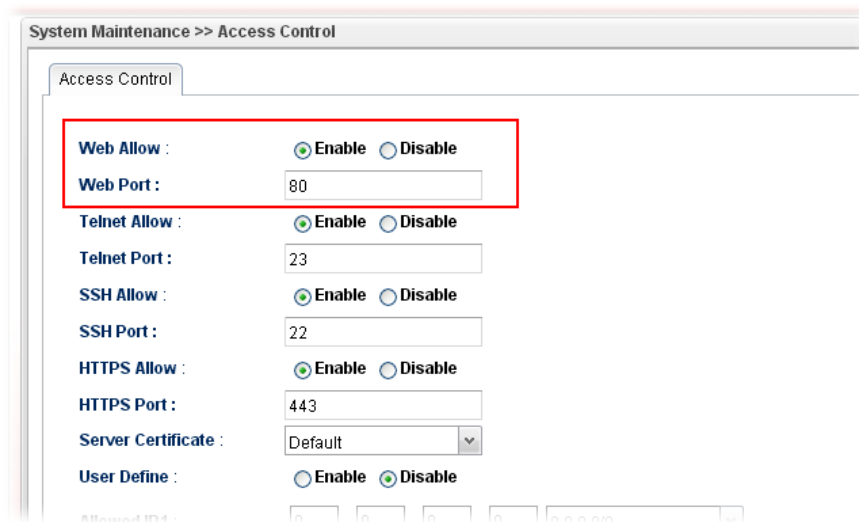 System Maintenance >> Access Control
Access Control
Web Allow : Enable Disable
Web Port : 80
Telnet Allow : Enable Disable
Telnet Port : 23
SSH Allow : Enable Disable
SSH Port : 22
HTTPS Allow : Enable Disable
HTTPS Port : 443
Server Certificate : Default
User Define : Enable Disable